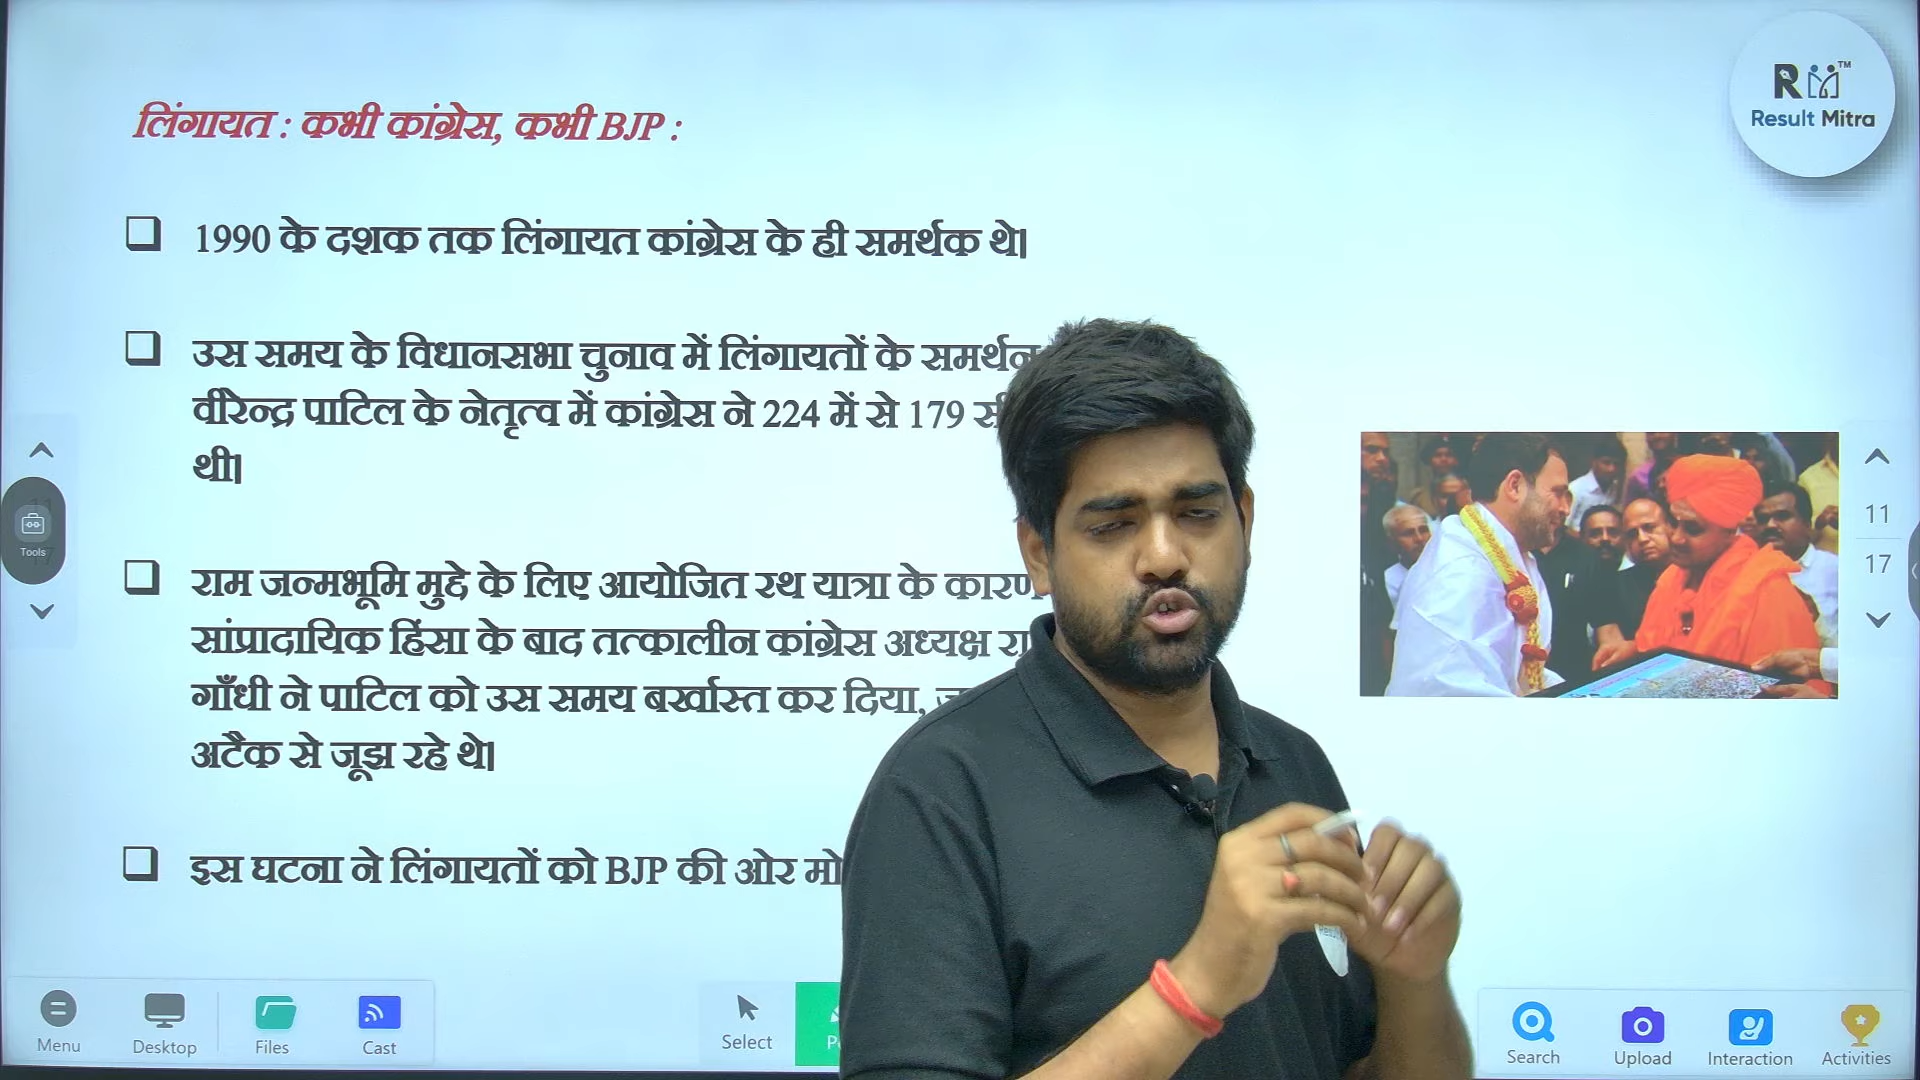 लिंगायत : कभी कांग्रेस, कभी BJP :
R TM
Result Mitra
1990 के दशक तक लिंगायत कांग्रेस के ही समर्थक थे|
उस समय के विधानसभा चुनाव में लिंगायतों के समर्थन
वीरेन्द्र पाटिल के नेतृत्व में कांग्रेस ने 224 में से 179
थी|
राम जन्मभूमि मुद्दे के लिए आयोजित रथ यात्रा के कारण
सांप्रादायिक हिंसा के बाद तत्कालीन कांग्रेस अध्यक्ष
गाँधी ने पाटिल को उस समय बर्खास्त कर दिया,
अटैक से जूझ रहे थे|
इस घटना ने लिंगायतों को BJP की ओर
Tools
11
17
Menu
Desktop
Files
Cast
Select
Search
Upload
Interaction
Activities